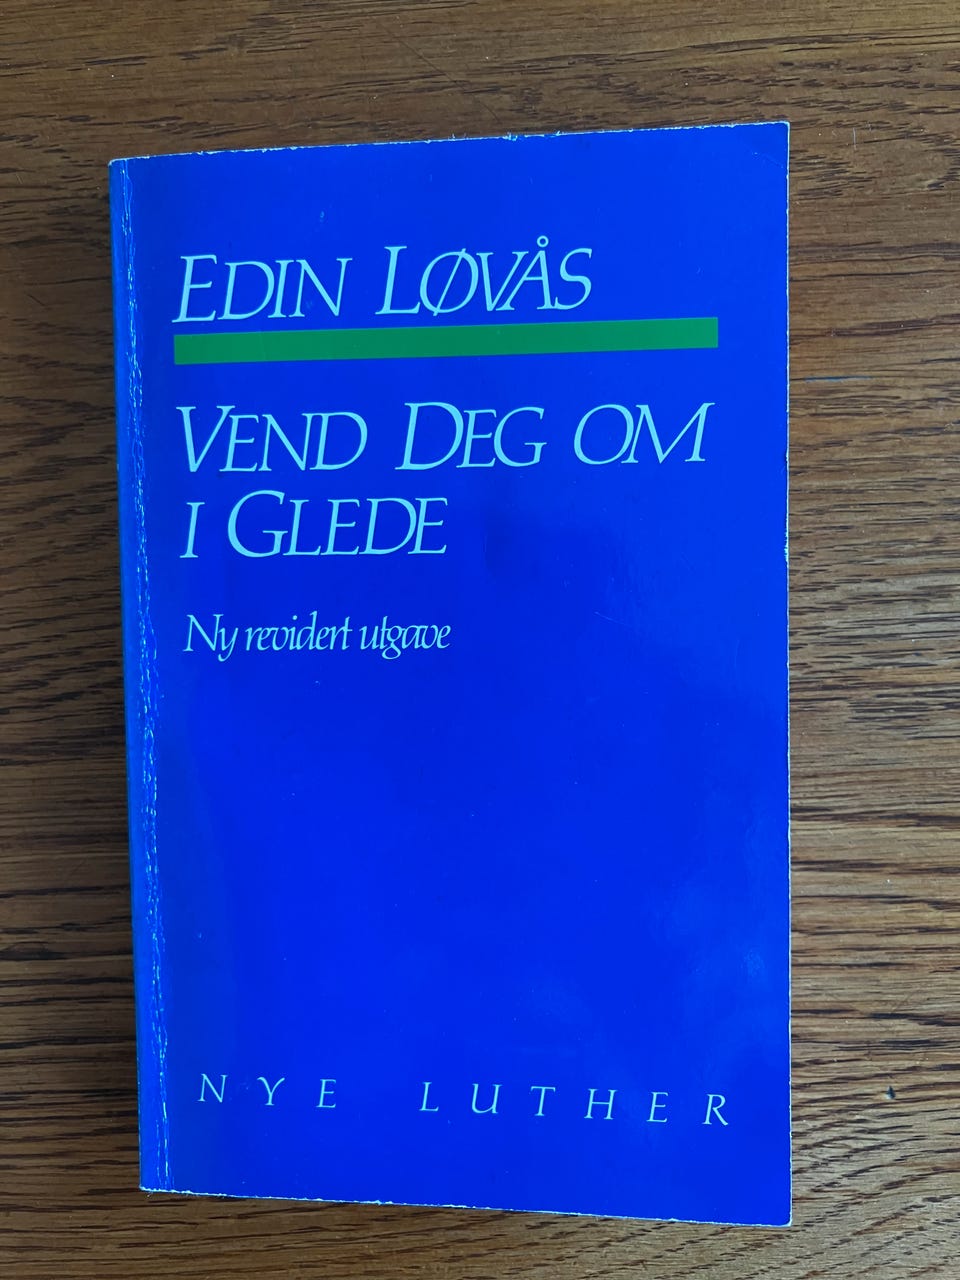 EDIN LØVÅS
VEND DEG OM
I GLEDE
Ny revidert utgave
NYE LUTHER